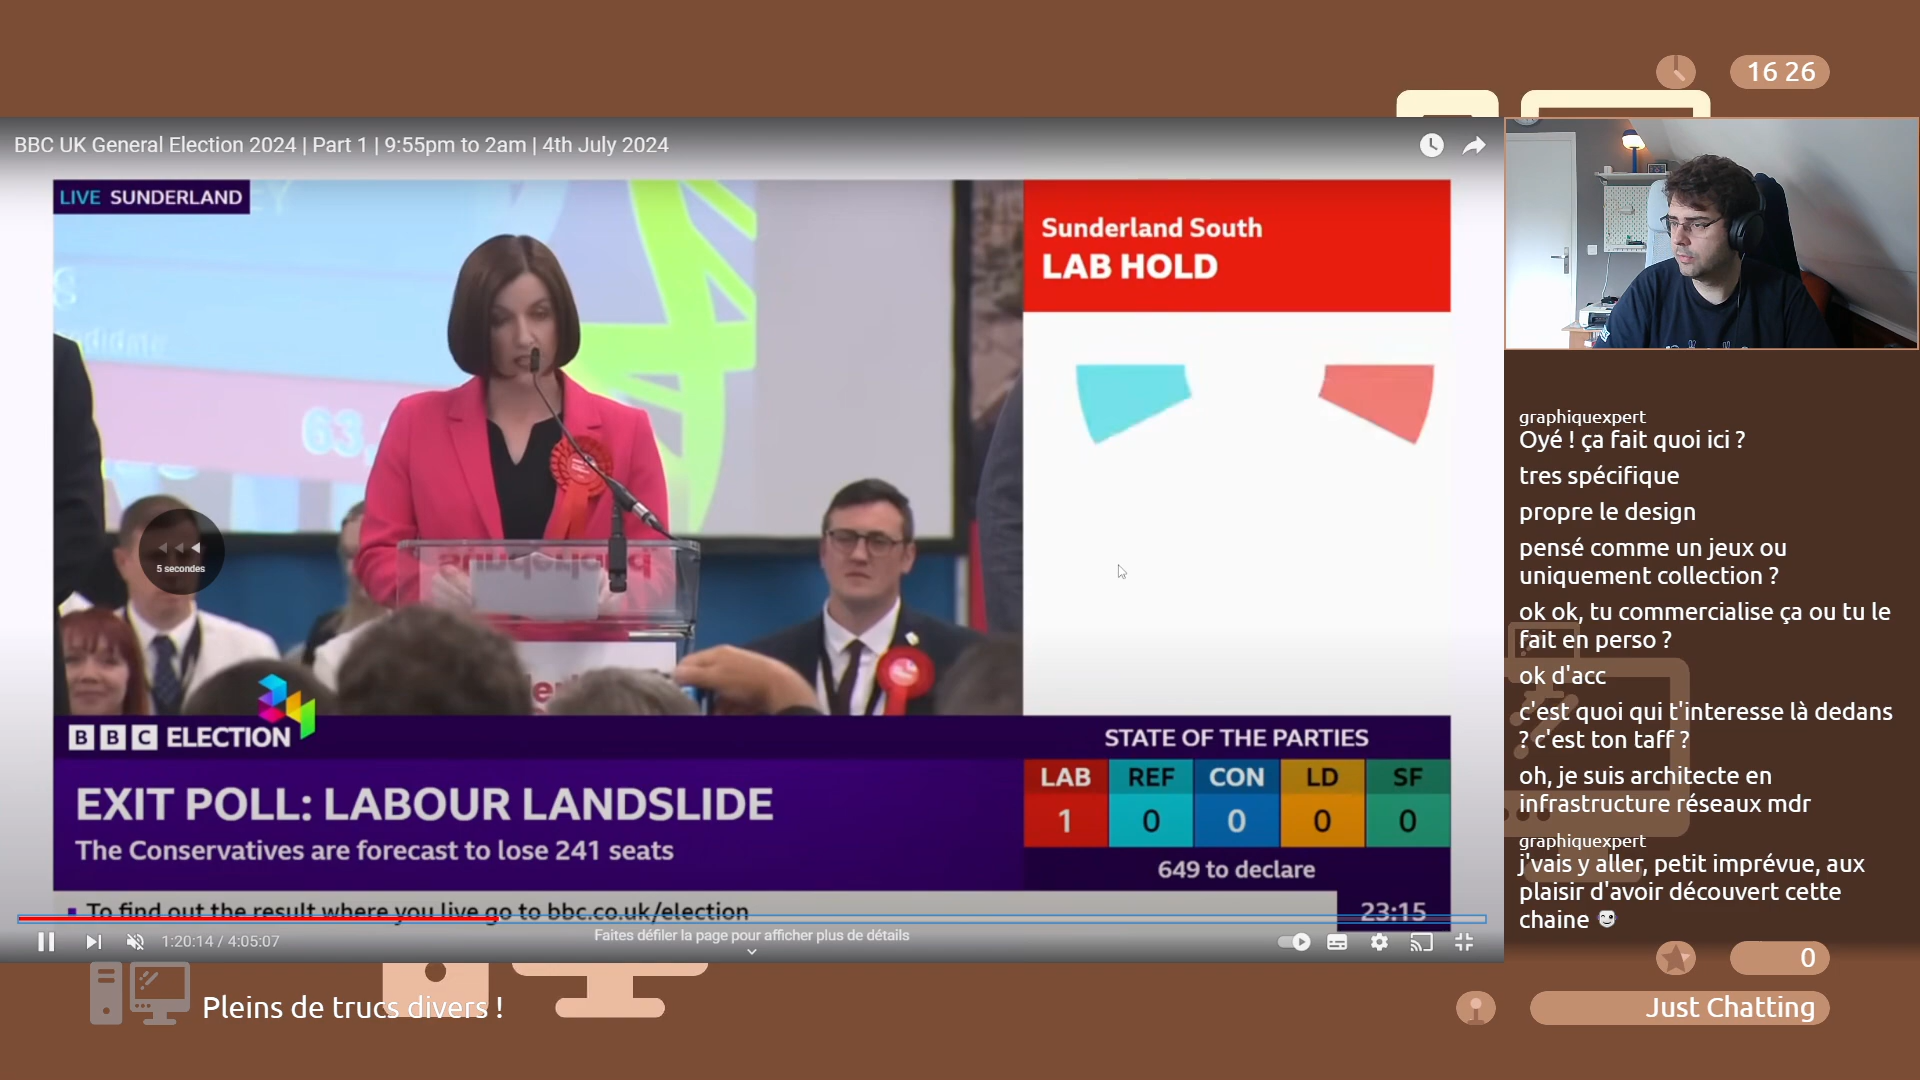 16 26
BBC UK General Election 2024 | Part 1 | 9:55pm to 2am | 4th July 2024
LIVE SUNDERLAND
Sunderland South
LAB HOLD
63.
5 secondes
sunderland
BBC ELECTION
STATE OF THE PARTIES
LAB REF CON LD SF
1 0 0 0 0
649 to declare
EXIT POLL: LABOUR LANDSLIDE
The Conservatives are forecast to lose 241 seats
To find out the result where you live go to bbc.co.uk/election
23:15
1:20:14 / 4:05:07
Faites défiler la page pour afficher plus de détails
graphiquexpert
Oyé ! ça fait quoi ici ?
tres spécifique
propre le design
pensé comme un jeux ou
uniquement collection ?
ok ok, tu commercialise ça ou tu le
fait en perso ?
ok d'acc
c'est quoi qui t'interesse là dedans
? c'est ton taff ?
oh, je suis architecte en
infrastructure réseaux mdr
graphiquexpert
j'vais y aller, petit imprévue, aux
plaisir d'avoir découvert cette
chaine
0
Pleins de trucs divers !
Just Chatting